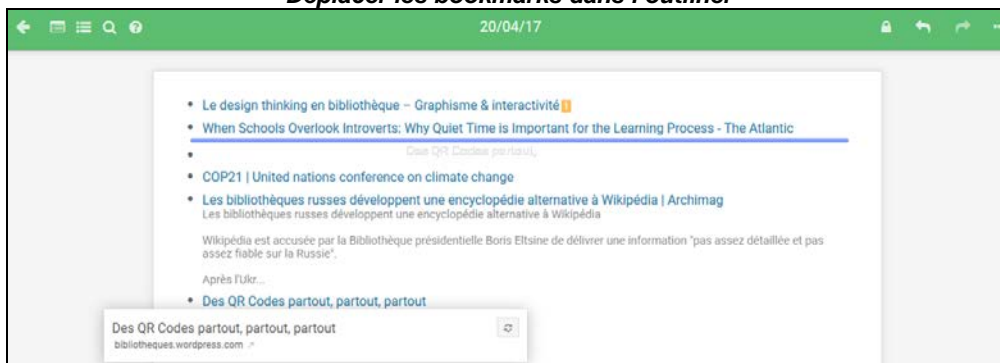 Déplacer les bookmarks dans l'outliner
20/04/17
Le design thinking en bibliothèque – Graphisme & interactivité
When Schools Overlook Introverts: Why Quiet Time is Important for the Learning Process - The Atlantic
Des QR Codes partout,
COP21 | United nations conference on climate change
Les bibliothèques russes développent une encyclopédie alternative à Wikipédia | Archimag
Les bibliothèques russes développent une encyclopédie alternative à Wikipédia
Wikipédia est accusée par la Bibliothèque présidentielle Boris Eltsine de délivrer une information "pas assez détaillée et pas
assez fiable sur la Russie".
Après l'Ukr...
Des QR Codes partout, partout, partout
Des QR Codes partout, partout, partout
bibliotheques.wordpress.com